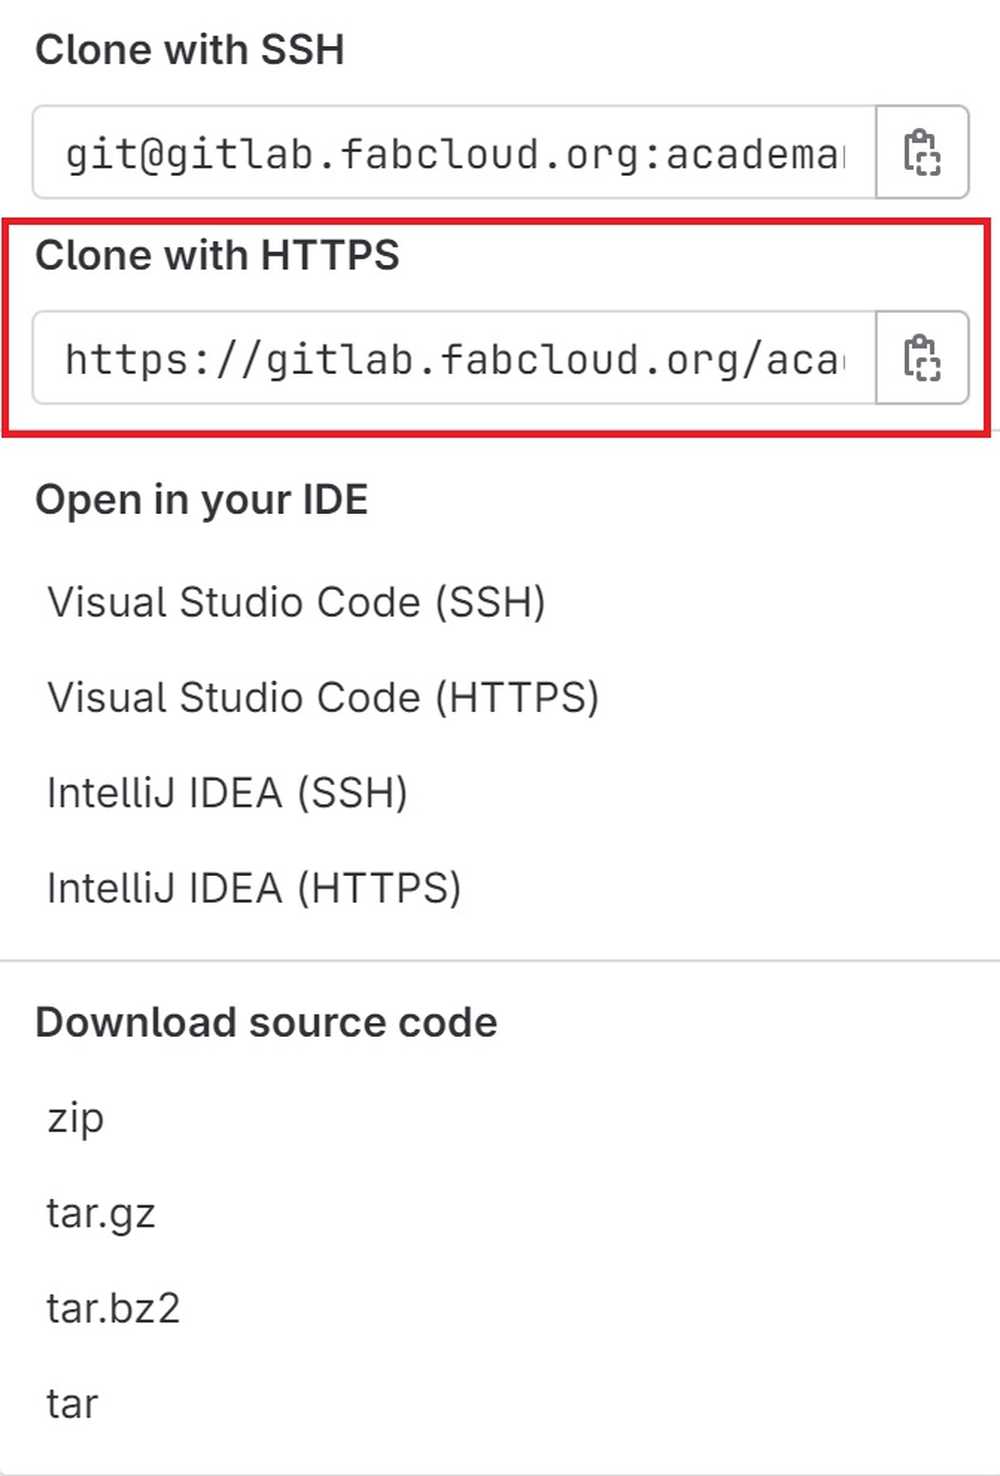 Clone with SSH
git@gitlab.fabcloud.org:academa
Clone with HTTPS
https://gitlab.fabcloud.org/aca
Open in your IDE
Visual Studio Code (SSH)
Visual Studio Code (HTTPS)
IntelliJ IDEA (SSH)
IntelliJ IDEA (HTTPS)
Download source code
zip
tar.gz
tar.bz2
tar